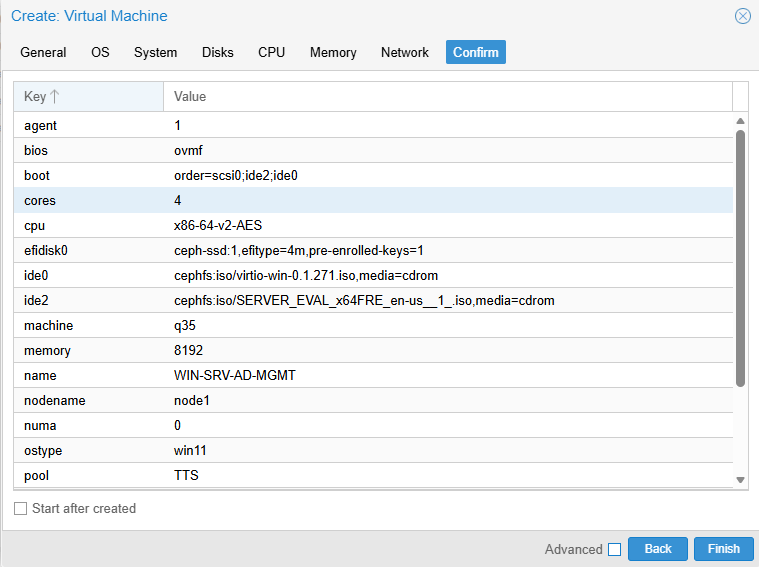 Create: Virtual Machine
General OS System Disks CPU Memory Network Confirm
Key Value
agent 1
bios ovmf
boot order=scsi0;ide2;ide0
cores 4
cpu x86-64-v2-AES
efidisk0 ceph-ssd:1,efitype=4m,pre-enrolled-keys=1
ide0 cephfs:iso/virtio-win-0.1.271.iso,media=cdrom
ide2 cephfs:iso/SERVER_EVAL_x64FRE_en-us__1_.iso,media=cdrom
machine q35
memory 8192
name WIN-SRV-AD-MGMT
nodename node1
numa 0
ostype win11
pool TTS
Start after created
Advanced Back Finish